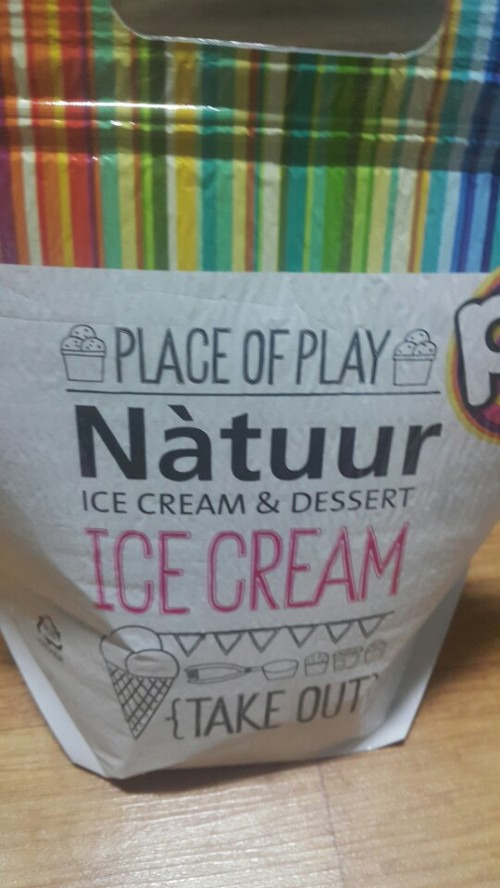 PLACE OF PLAY
Nàtuur
ICE CREAM & DESSERT
ICE CREAM
{TAKE OUT}